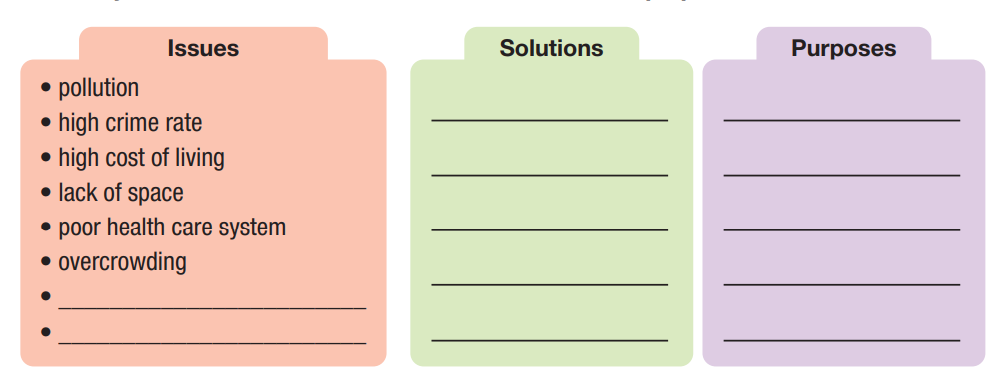 Issues
• pollution
• high crime rate
• high cost of living
• lack of space
• poor health care system
• overcrowding
•
•
Solutions
Purposes